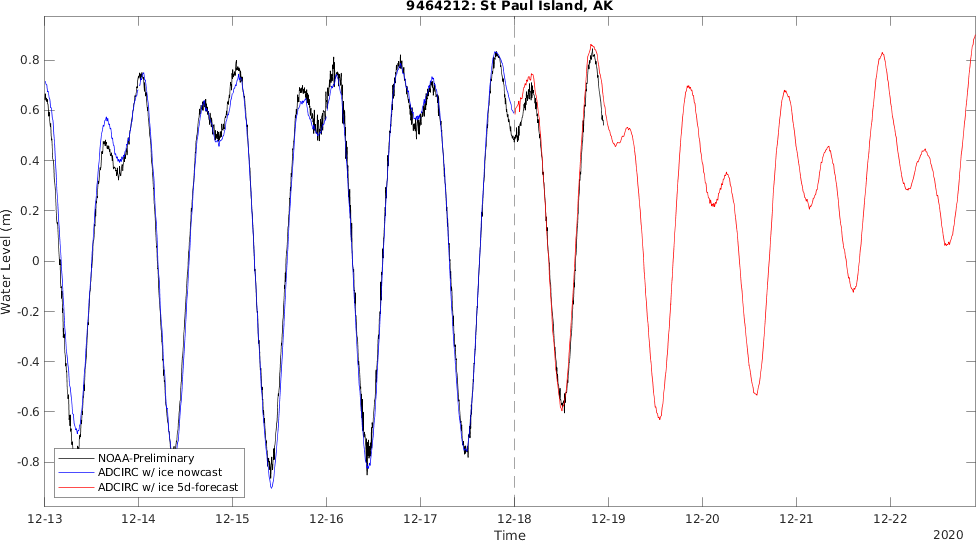 9464212: St Paul Island, AK
0.8
0.6
0.4
0.2
0
-0.2
-0.4
-0.6
-0.8
Water Level (m)
NOAA-Preliminary
ADCIRC w/ ice nowcast
ADCIRC w/ ice 5d-forecast
12-13 12-14 12-15 12-16 12-17 12-18 12-19 12-20 12-21 12-22
Time
2020